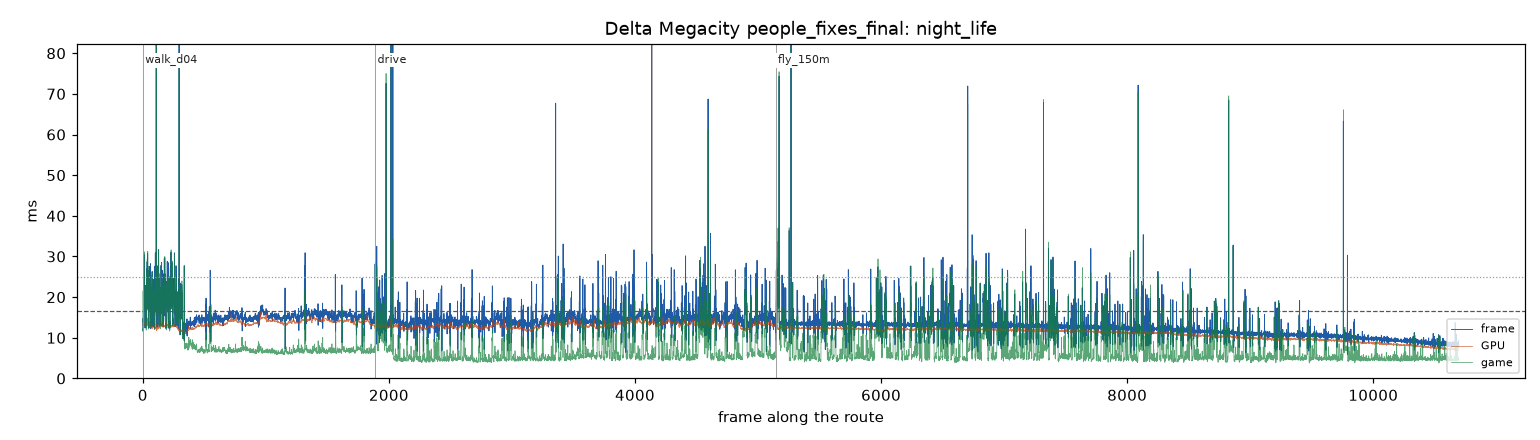 Delta Megacity people_fixes_final: night_life
80
70
60
50
40
30
20
10
0
ms
walk_d04
drive
fly_150m
frame
GPU
game
0
2000
4000
6000
8000
10000
frame along the route